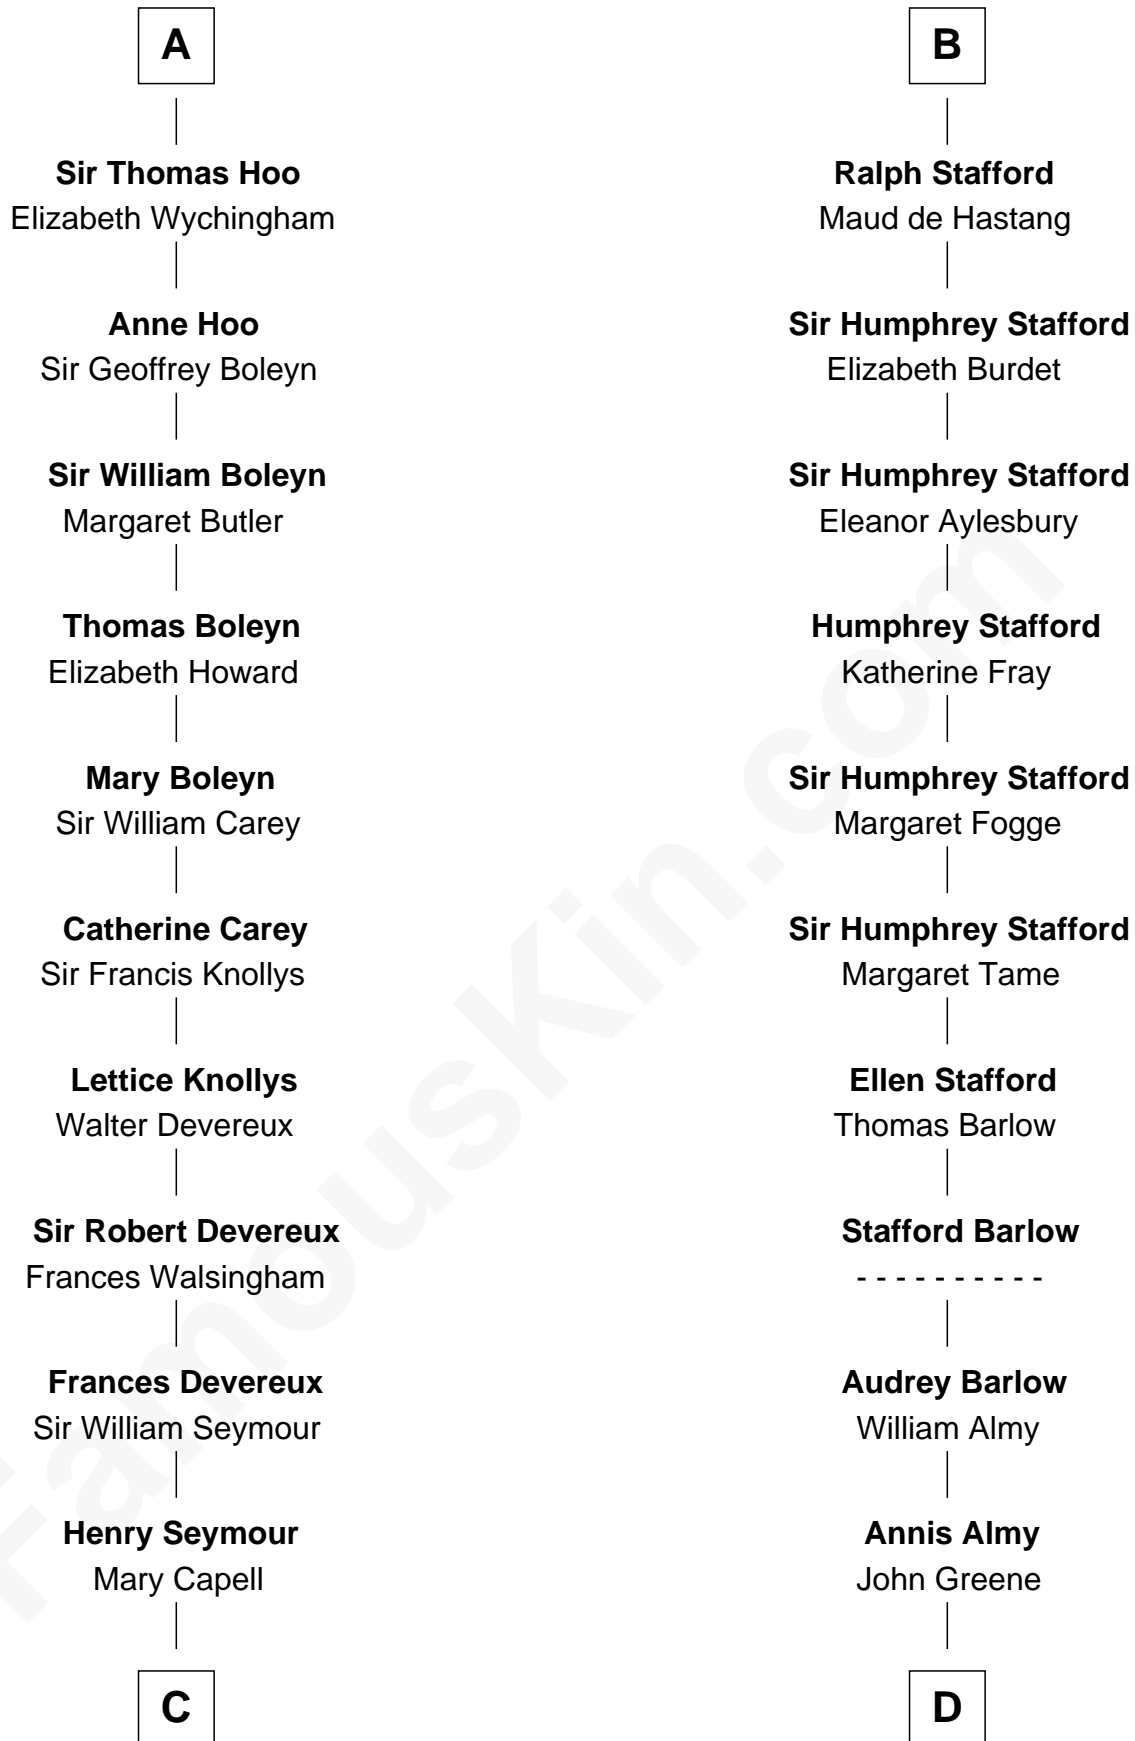 A
Sir Thomas Hoo
Elizabeth Wychingham
Anne Hoo
Sir Geoffrey Boleyn
Sir William Boleyn
Margaret Butler
Thomas Boleyn
Elizabeth Howard
Mary Boleyn
Sir William Carey
Catherine Carey
Sir Francis Knollys
Lettice Knollys
Walter Devereux
Sir Robert Devereux
Frances Walsingham
Frances Devereux
Sir William Seymour
Henry Seymour
Mary Capell
C
B
Ralph Stafford
Maud de Hastang
Sir Humphrey Stafford
Elizabeth Burdet
Sir Humphrey Stafford
Eleanor Aylesbury
Humphrey Stafford
Katherine Fray
Sir Humphrey Stafford
Margaret Fogge
Sir Humphrey Stafford
Margaret Tame
Ellen Stafford
Thomas Barlow
Stafford Barlow
- - - - - - - - - -
Audrey Barlow
William Almy
Annis Almy
John Greene
D
FamousKin.com